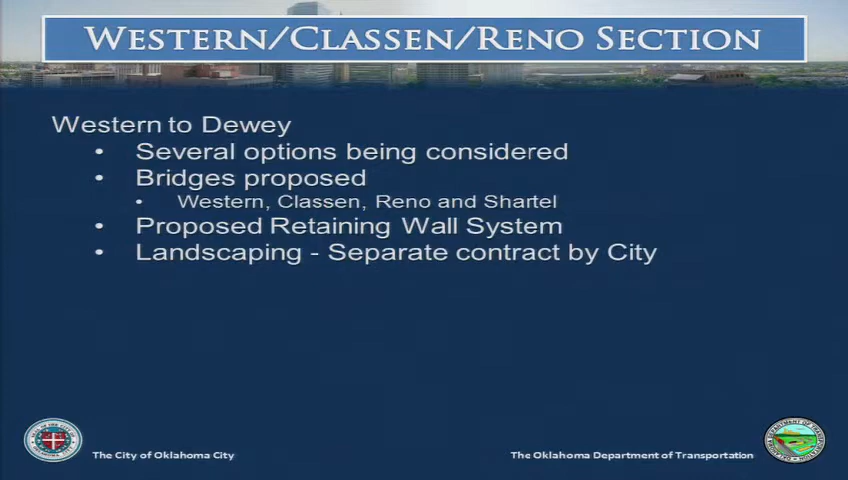 WESTERN/CLASSEN/RENO SECTION
Western to Dewey
• Several options being considered
• Bridges proposed
• Western, Classen, Reno and Shartel
• Proposed Retaining Wall System
• Landscaping - Separate contract by City
The City of Oklahoma City
The Oklahoma Department of Transportation